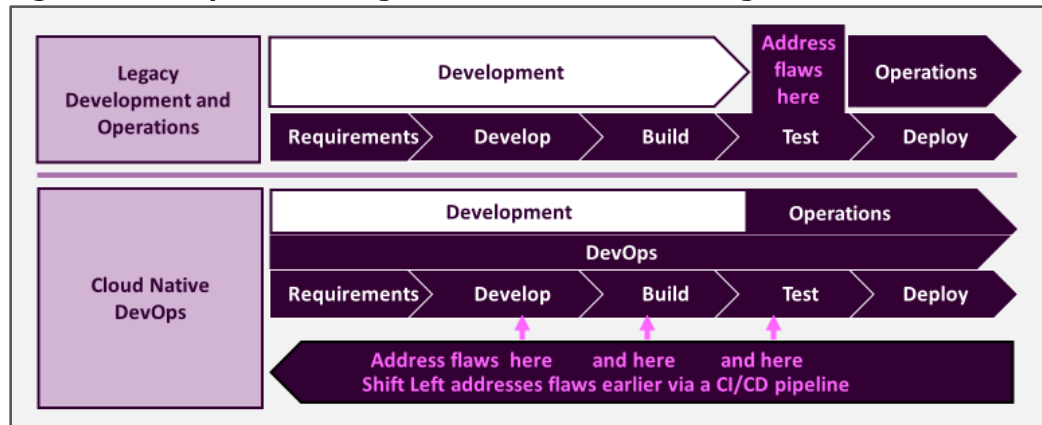 Legacy
Development and
Operations
Development
Address
flaws
here
Operations
Requirements Develop Build Test Deploy
Cloud Native
DevOps
Development Operations
DevOps
Requirements Develop Build Test Deploy
Address flaws here and here and here
Shift Left addresses flaws earlier via a CI/CD pipeline